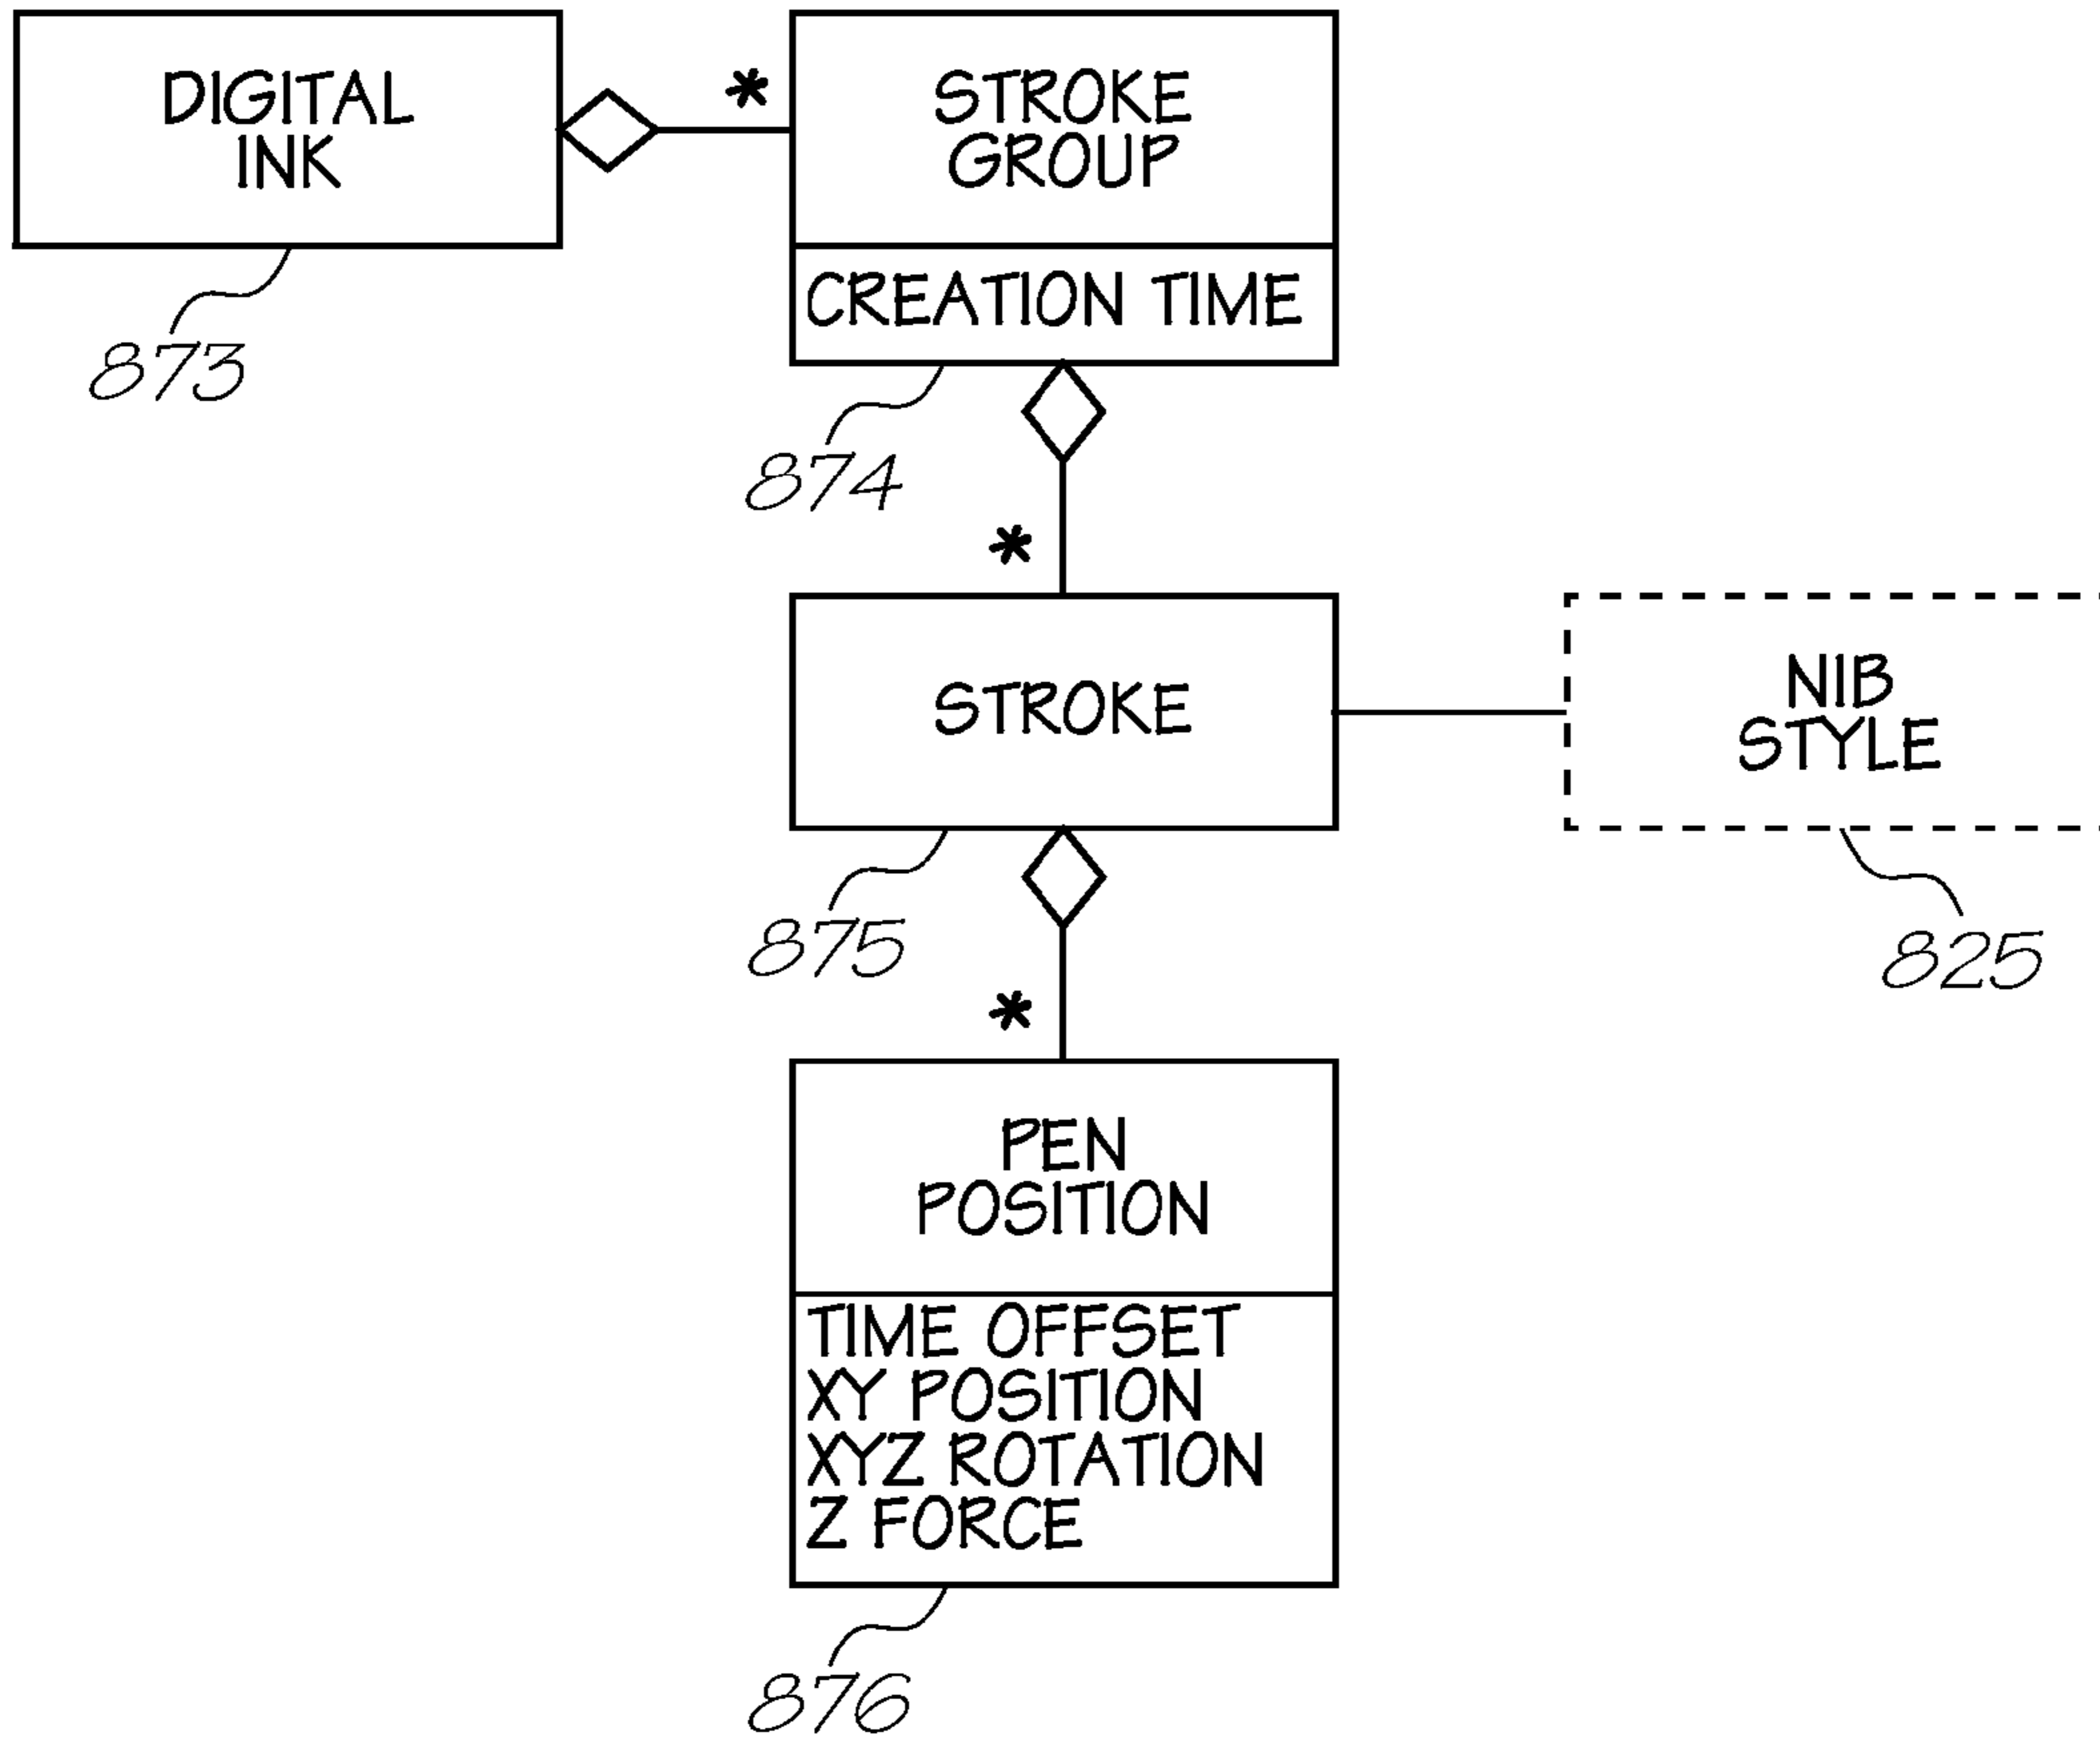 DIGITAL
INK
*
STROKE
GROUP
CREATION TIME
873
874
*
STROKE
NIB
STYLE
875
825
*
PEN
POSITION
TIME OFFSET
XY POSITION
XYZ ROTATION
Z FORCE
876